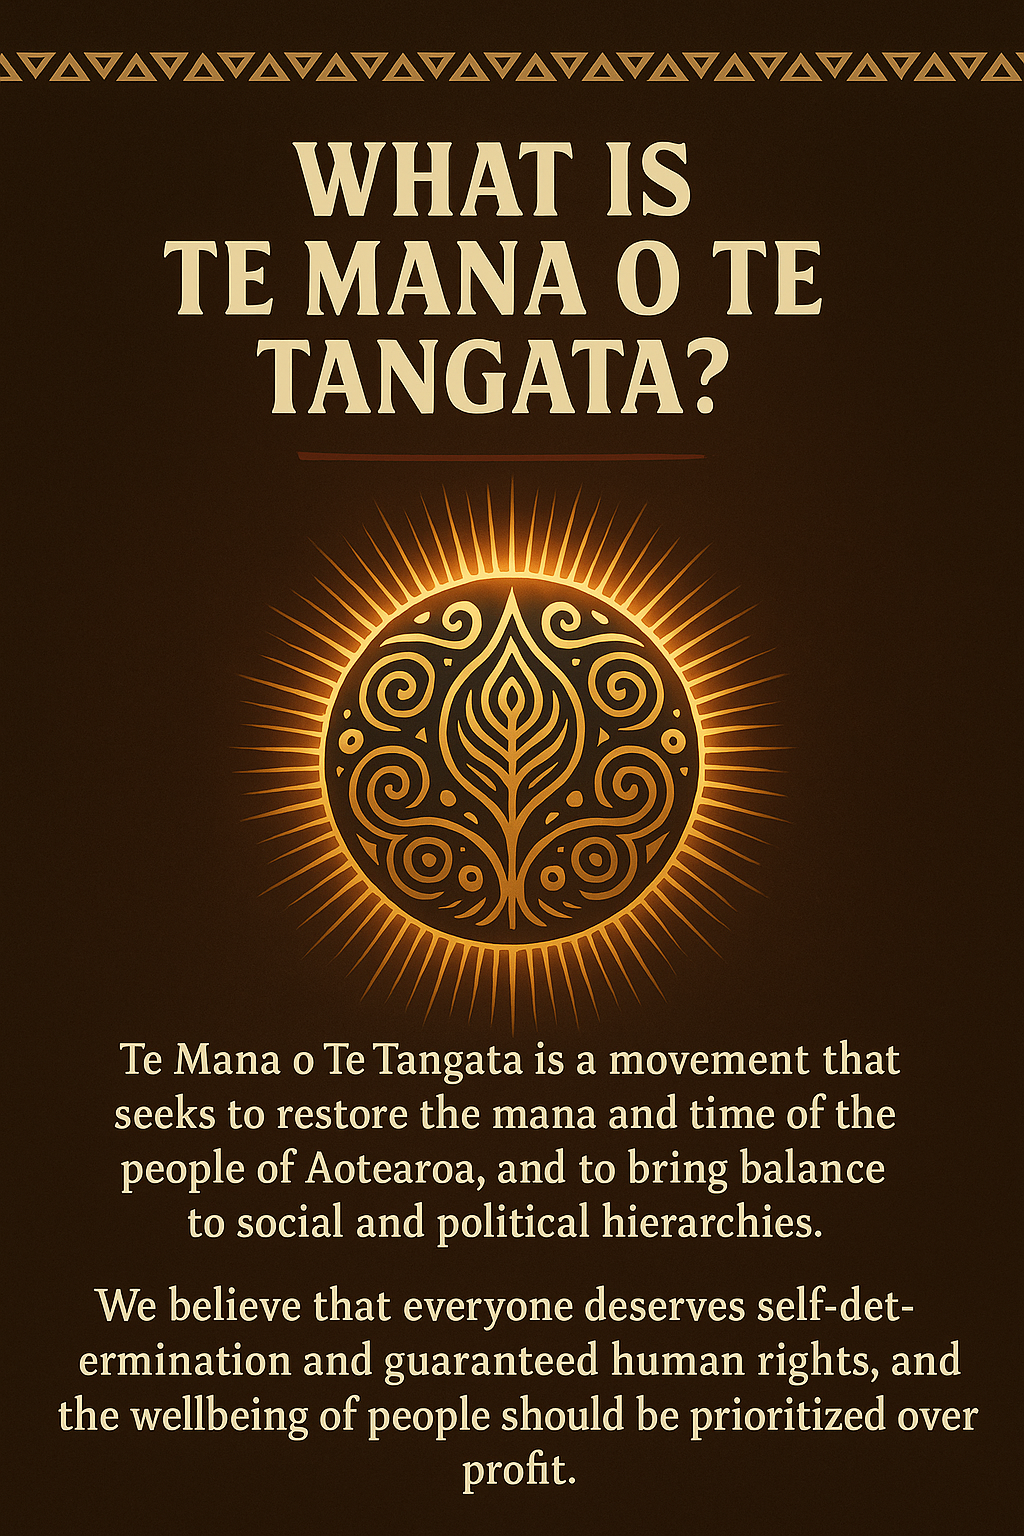 WHAT IS
TE MANA O TE
TANGATA?
Te Mana o Te Tangata is a movement that
seeks to restore the mana and time of the
people of Aotearoa, and to bring balance
to social and political hierarchies.
We believe that everyone deserves self-det-
ermination and guaranteed human rights, and
the wellbeing of people should be prioritized over
profit.